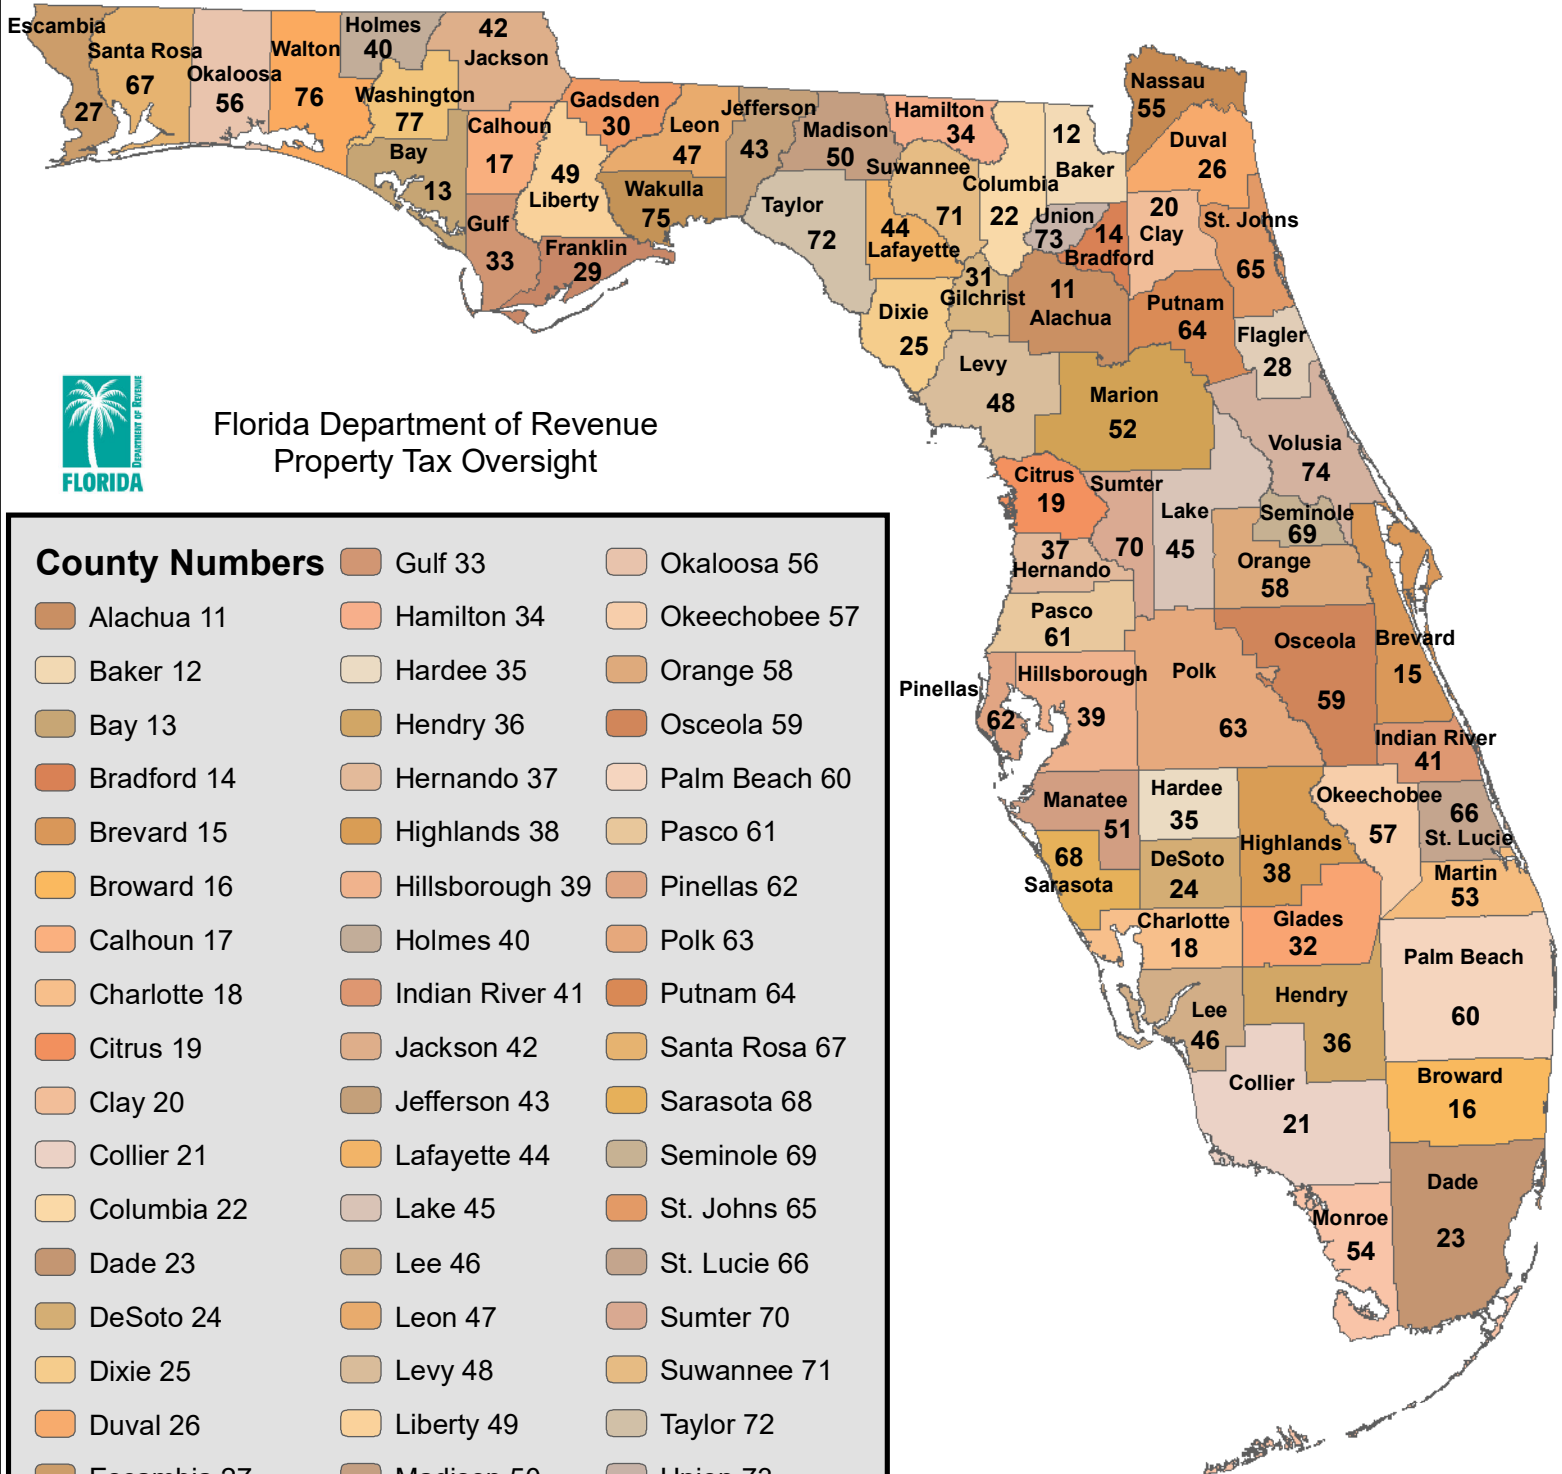 Escambia
27
Santa Rosa
67
Okaloosa
56
Walton
76
Holmes
40
42
Jackson
Washington
77
Bay
13
Calhoun
17
Gulf
33
Gadsden
30
49
Liberty
Franklin
29
Leon
47
Wakulla
75
Jefferson
43
Madison
50
Taylor
72
Hamilton
34
Suwannee
71
44
Lafayette
Columbia
22
12
Baker
Nassau
55
Duval
26
Union
73
14
Bradford
20
Clay
St. Johns
65
31
Gilchrist
Dixie
25
11
Alachua
Putnam
64
Flagler
28
Levy
48
Marion
52
Volusia
74
Citrus
19
Sumter
70
Lake
45
Seminole
69
Orange
58
37
Hernando
Pasco
61
Osceola
59
Brevard
15
Pinellas
62
Hillsborough
39
Polk
63
Indian River
41
Manatee
51
Hardee
35
Okeechobee
57
66
St. Lucie
Highlands
38
68
Sarasota
DeSoto
24
Martin
53
Charlotte
18
Glades
32
Palm Beach
60
Lee
46
Hendry
36
Collier
21
Broward
16
Dade
23
Monroe
54
FLORIDA
DEPARTMENT OF REVENUE
Florida Department of Revenue
Property Tax Oversight
County Numbers
Alachua 11
Baker 12
Bay 13
Bradford 14
Brevard 15
Broward 16
Calhoun 17
Charlotte 18
Citrus 19
Clay 20
Collier 21
Columbia 22
Dade 23
DeSoto 24
Dixie 25
Duval 26
Escambia 27
Gulf 33
Hamilton 34
Hardee 35
Hendry 36
Hernando 37
Highlands 38
Hillsborough 39
Holmes 40
Indian River 41
Jackson 42
Jefferson 43
Lafayette 44
Lake 45
Lee 46
Leon 47
Levy 48
Liberty 49
Madison 50
Okaloosa 56
Okeechobee 57
Orange 58
Osceola 59
Palm Beach 60
Pasco 61
Pinellas 62
Polk 63
Putnam 64
Santa Rosa 67
Sarasota 68
Seminole 69
St. Johns 65
St. Lucie 66
Sumter 70
Suwannee 71
Taylor 72
Union 73